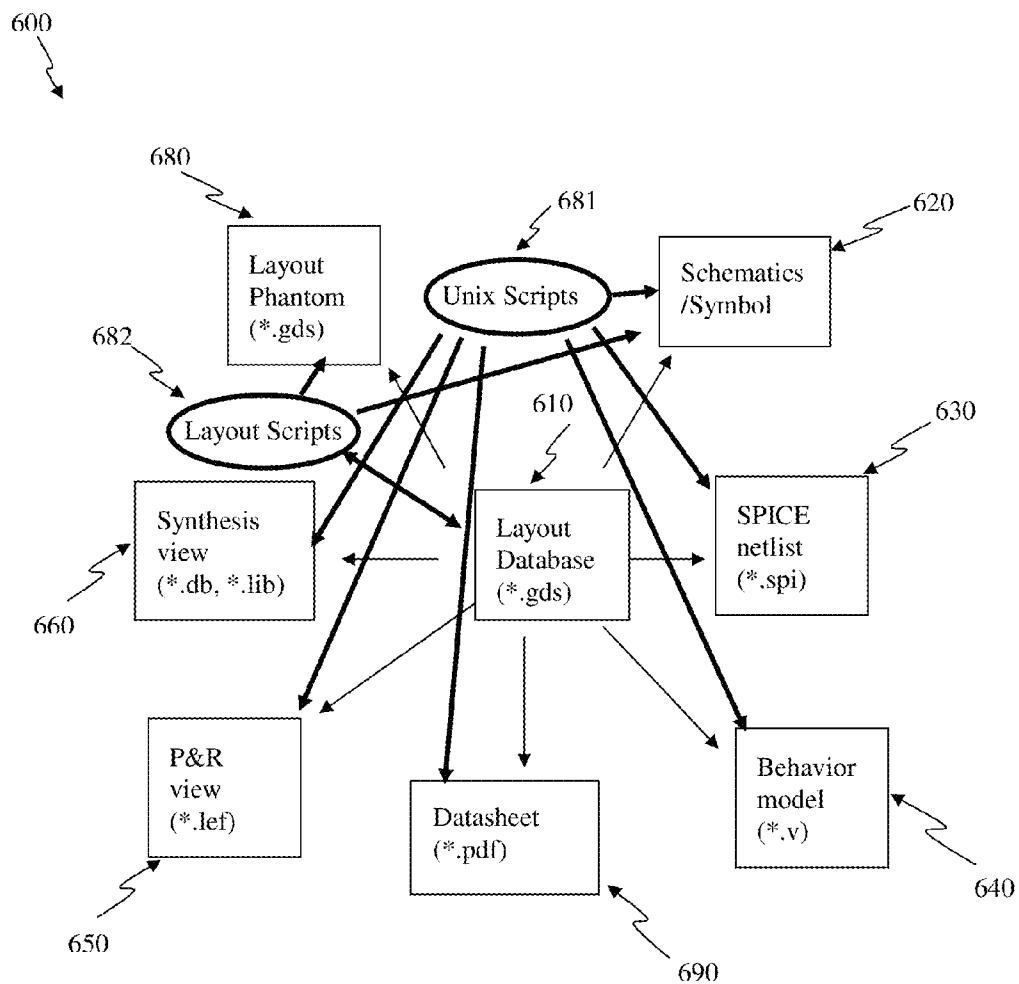 600
680
Layout
Phantom
(*.gds)
681
Unix Scripts
620
Schematics
/Symbol
682
Layout Scripts
610
Layout
Database
(*.gds)
630
SPICE
netlist
(*.spi)
Synthesis
view
(*.db, *.lib)
660
P&R
view
(*.lef)
650
Datasheet
(*.pdf)
690
Behavior
model
(*.v)
640